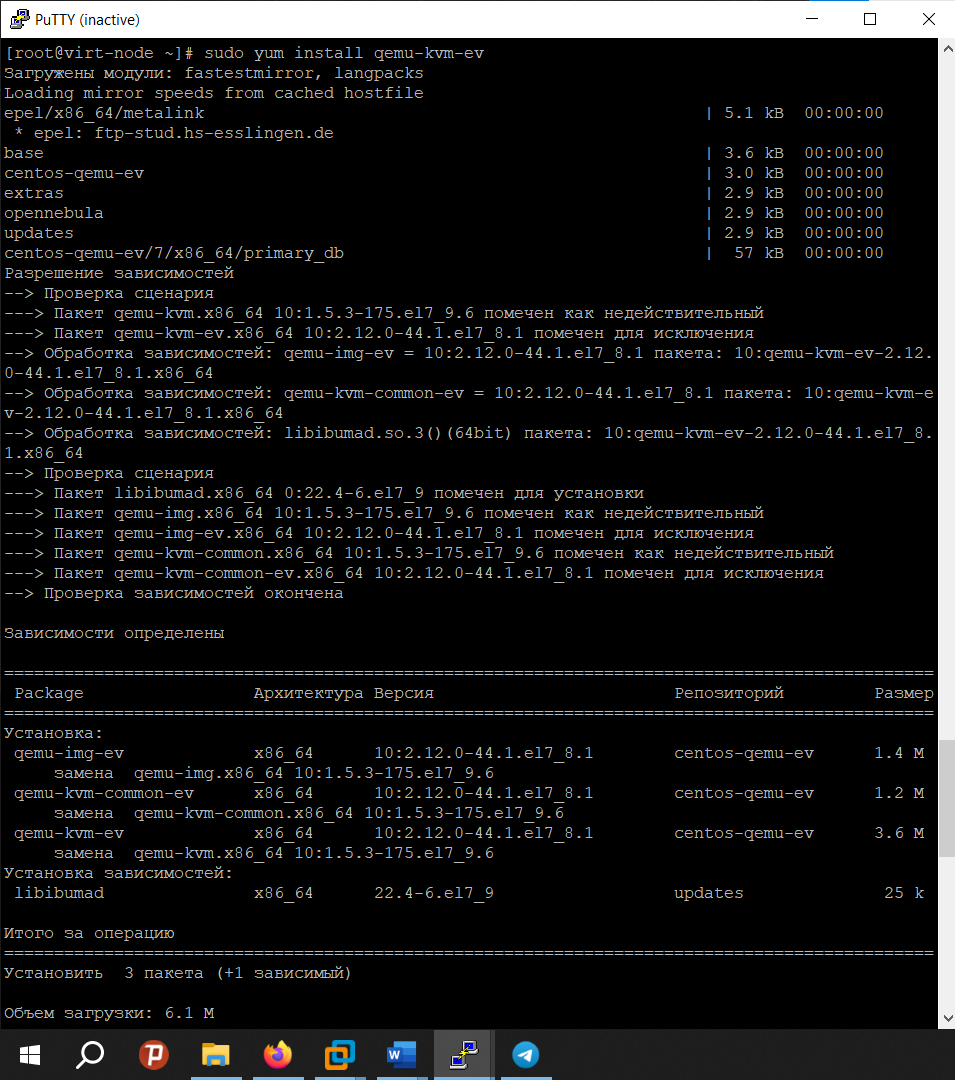 PuTTY (inactive)
[root@virt-node ~]# sudo yum install qemu-kvm-ev
Загружены модули: fastestmirror, langpacks
Loading mirror speeds from cached hostfile
epel/x86_64/metalink | 5.1 kB 00:00:00
* epel: ftp-stud.hs-esslingen.de
base | 3.6 kB 00:00:00
centos-qemu-ev | 3.0 kB 00:00:00
extras | 2.9 kB 00:00:00
opennebula | 2.9 kB 00:00:00
updates | 2.9 kB 00:00:00
centos-qemu-ev/7/x86_64/primary_db | 57 kB 00:00:00
Разрешение зависимостей
--> Проверка сценария
---> Пакет qemu-kvm.x86_64 10:1.5.3-175.el7_9.6 помечен как недействительный
---> Пакет qemu-kvm-ev.x86_64 10:2.12.0-44.1.el7_8.1 помечен для исключения
--> Обработка зависимостей: qemu-img-ev = 10:2.12.0-44.1.el7_8.1 пакета: 10:qemu-kvm-ev-2.12.
0-44.1.el7_8.1.x86_64
--> Обработка зависимостей: qemu-kvm-common-ev = 10:2.12.0-44.1.el7_8.1 пакета: 10:qemu-kvm-e
v-2.12.0-44.1.el7_8.1.x86_64
--> Обработка зависимостей: libibumad.so.3()(64bit) пакета: 10:qemu-kvm-ev-2.12.0-44.1.el7_8.
1.x86_64
--> Проверка сценария
---> Пакет libibumad.x86_64 0:22.4-6.el7_9 помечен для установки
---> Пакет qemu-img.x86_64 10:1.5.3-175.el7_9.6 помечен как недействительный
---> Пакет qemu-img-ev.x86_64 10:2.12.0-44.1.el7_8.1 помечен для исключения
---> Пакет qemu-kvm-common.x86_64 10:1.5.3-175.el7_9.6 помечен как недействительный
---> Пакет qemu-kvm-common-ev.x86_64 10:2.12.0-44.1.el7_8.1 помечен для исключения
--> Проверка зависимостей окончена
Зависимости определены
=============================================================================================
Package Архитектура Версия Репозиторий Размер
=============================================================================================
Установка:
qemu-img-ev x86_64 10:2.12.0-44.1.el7_8.1 centos-qemu-ev 1.4 M
замена qemu-img.x86_64 10:1.5.3-175.el7_9.6
qemu-kvm-common-ev x86_64 10:2.12.0-44.1.el7_8.1 centos-qemu-ev 1.2 M
замена qemu-kvm-common.x86_64 10:1.5.3-175.el7_9.6
qemu-kvm-ev x86_64 10:2.12.0-44.1.el7_8.1 centos-qemu-ev 3.6 M
замена qemu-kvm.x86_64 10:1.5.3-175.el7_9.6
Установка зависимостей:
libibumad x86_64 22.4-6.el7_9 updates 25 k
Итого за операцию
=============================================================================================
Установить 3 пакета (+1 зависимый)
Объем загрузки: 6.1 M